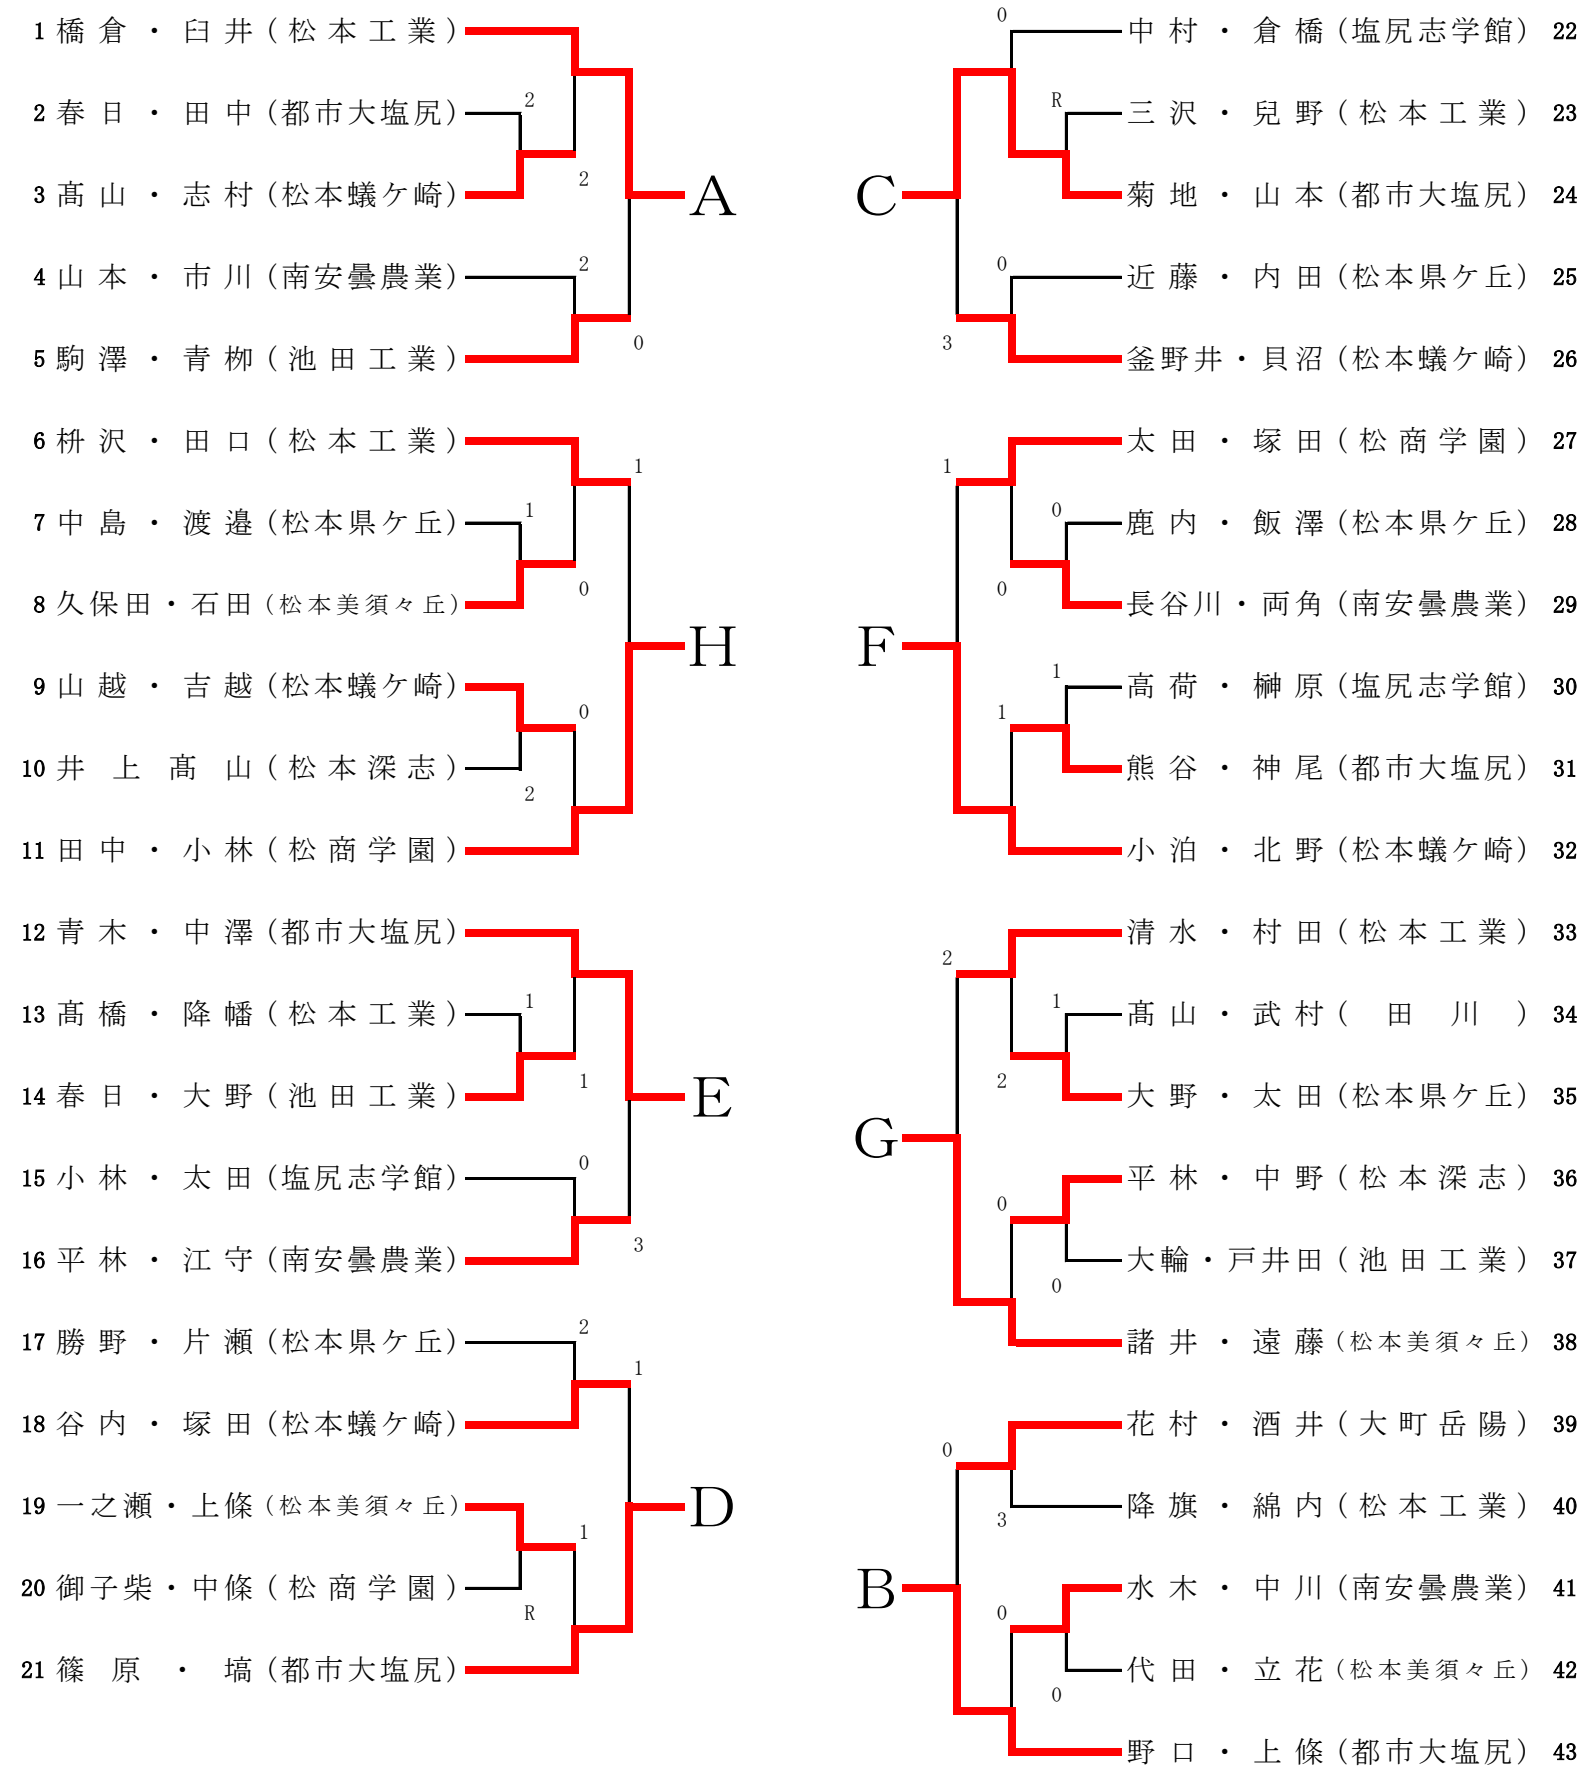 1 橋倉・臼井(松本工業)
2 春日・田中(都市大塩尻)
2
3 髙山・志村(松本蟻ケ崎)
2
A
4 山本・市川(南安曇農業)
2
5 駒澤・青栁(池田工業)
0
6 枡沢・田口(松本工業)
1
7 中島・渡邉(松本県ケ丘)
1
8 久保田・石田(松本美須々丘)
0
H
9 山越・吉越(松本蟻ケ崎)
0
10 井上髙山(松本深志)
2
11 田中・小林(松商学園)
12 青木・中澤(都市大塩尻)
13 髙橋・降幡(松本工業)
1
14 春日・大野(池田工業)
1
E
15 小林・太田(塩尻志学館)
0
16 平林・江守(南安曇農業)
3
17 勝野・片瀬(松本県ケ丘)
2
1
18 谷内・塚田(松本蟻ケ崎)
19 一之瀬・上條(松本美須々丘)
1
D
20 御子柴・中條(松商学園)
R
21 篠原・塙(都市大塩尻)
0
中村・倉橋(塩尻志学館) 22
R
三沢・兒野(松本工業) 23
C
菊地・山本(都市大塩尻) 24
0
近藤・内田(松本県ケ丘) 25
3
釜野井・貝沼(松本蟻ケ崎) 26
1
太田・塚田(松商学園) 27
0
鹿内・飯澤(松本県ケ丘) 28
0
長谷川・両角(南安曇農業) 29
F
1
高荷・榊原(塩尻志学館) 30
1
熊谷・神尾(都市大塩尻) 31
小泊・北野(松本蟻ケ崎) 32
2
清水・村田(松本工業) 33
1
髙山・武村(田川) 34
2
大野・太田(松本県ケ丘) 35
G
0
平林・中野(松本深志) 36
0
大輪・戸井田(池田工業) 37
諸井・遠藤(松本美須々丘) 38
0
花村・酒井(大町岳陽) 39
3
降旗・綿内(松本工業) 40
B
0
水木・中川(南安曇農業) 41
0
代田・立花(松本美須々丘) 42
野口・上條(都市大塩尻) 43